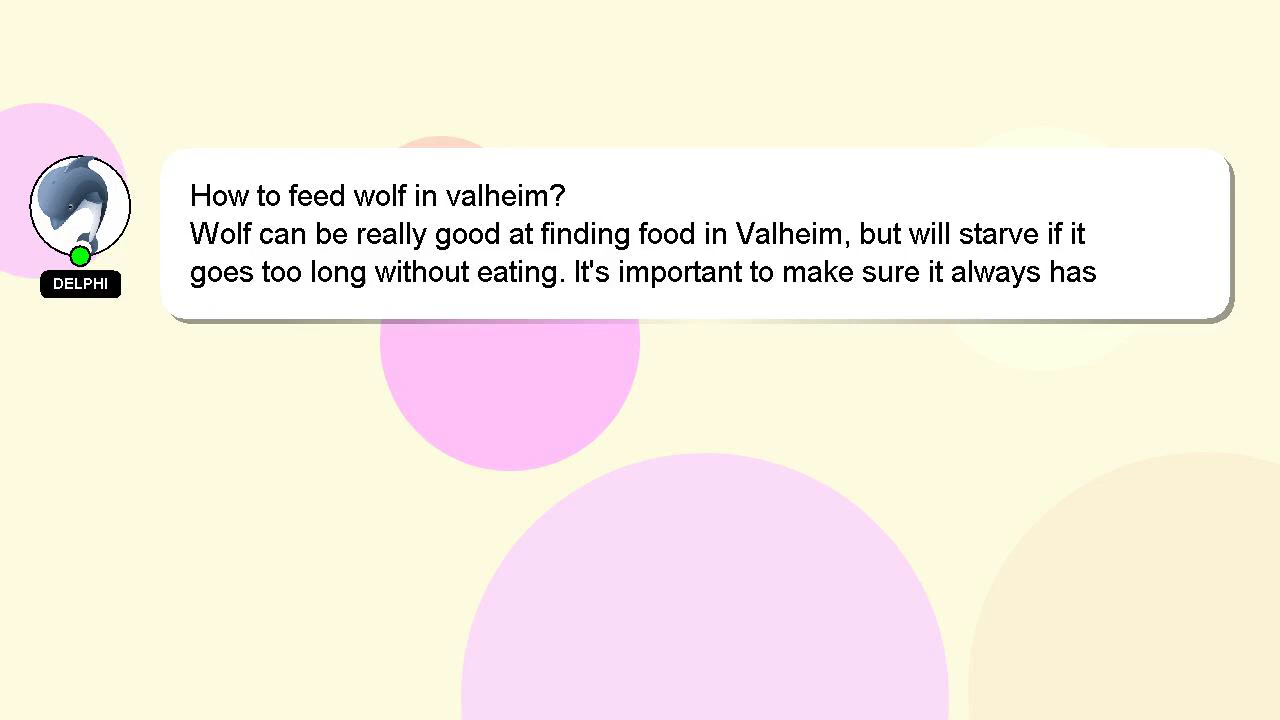 How to feed wolf in valheim?
Wolf can be really good at finding food in Valheim, but will starve if it
goes too long without eating. It's important to make sure it always has
DELPHI